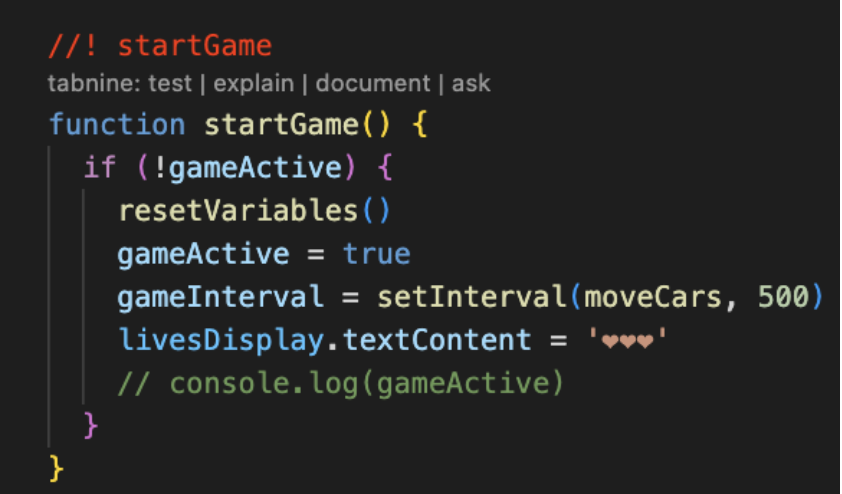 //! startGame
tabnine: test | explain | document | ask
function startGame() {
if (!gameActive) {
resetVariables()
gameActive = true
gameInterval = setInterval(moveCars, 500)
livesDisplay.textContent = '❤❤❤'
// console.log(gameActive)
}
}